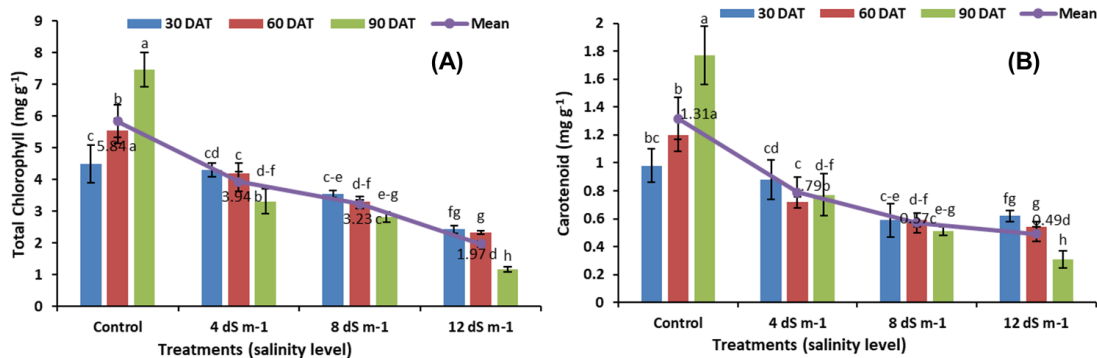 30 DAT 60 DAT 90 DAT Mean
(A)
Total Chlorophyll (mg g-1)
9
8
7
6
5
4
3
2
1
0
c b a
cd c d-f
c-e d-f e-g
fg g h
5.84 a
3.94 b
3.23 c
1.97 d
Control 4 dS m-1 8 dS m-1 12 dS m-1
Treatments (salinity level)
30 DAT 60 DAT 90 DAT Mean
(B)
Carotenoid (mg g-1)
2
1.8
1.6
1.4
1.2
1
0.8
0.6
0.4
0.2
0
bc b a
cd c d-f
c-e d-f e-g
fg g h
1.31a
.79b
0.57c
0.49d
Control 4 dS m-1 8 dS m-1 12 dS m-1
Treatments (salinity level)